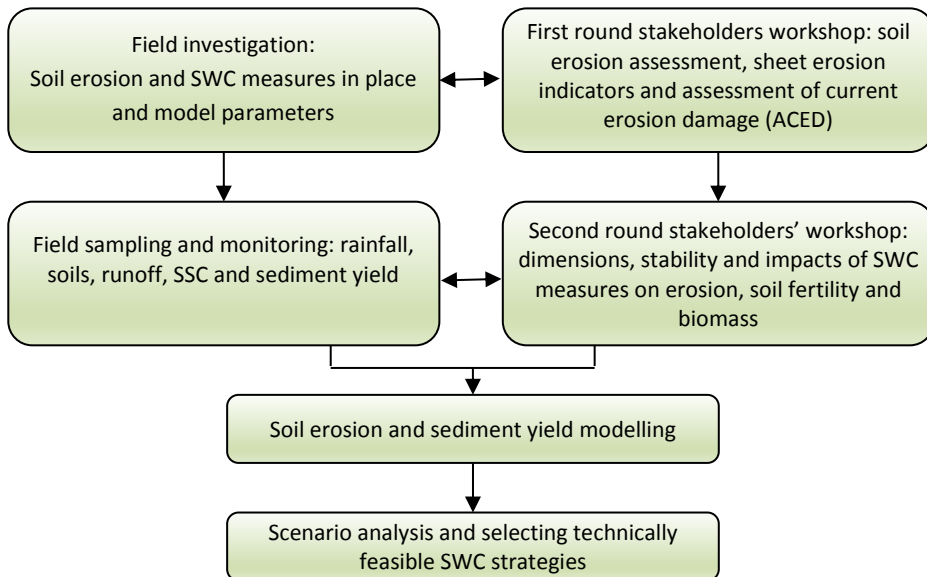 Field investigation:
Soil erosion and SWC measures in place
and model parameters
First round stakeholders workshop: soil
erosion assessment, sheet erosion
indicators and assessment of current
erosion damage (ACED)
Field sampling and monitoring: rainfall,
soils, runoff, SSC and sediment yield
Second round stakeholders’ workshop:
dimensions, stability and impacts of SWC
measures on erosion, soil fertility and
biomass
Soil erosion and sediment yield modelling
Scenario analysis and selecting technically
feasible SWC strategies